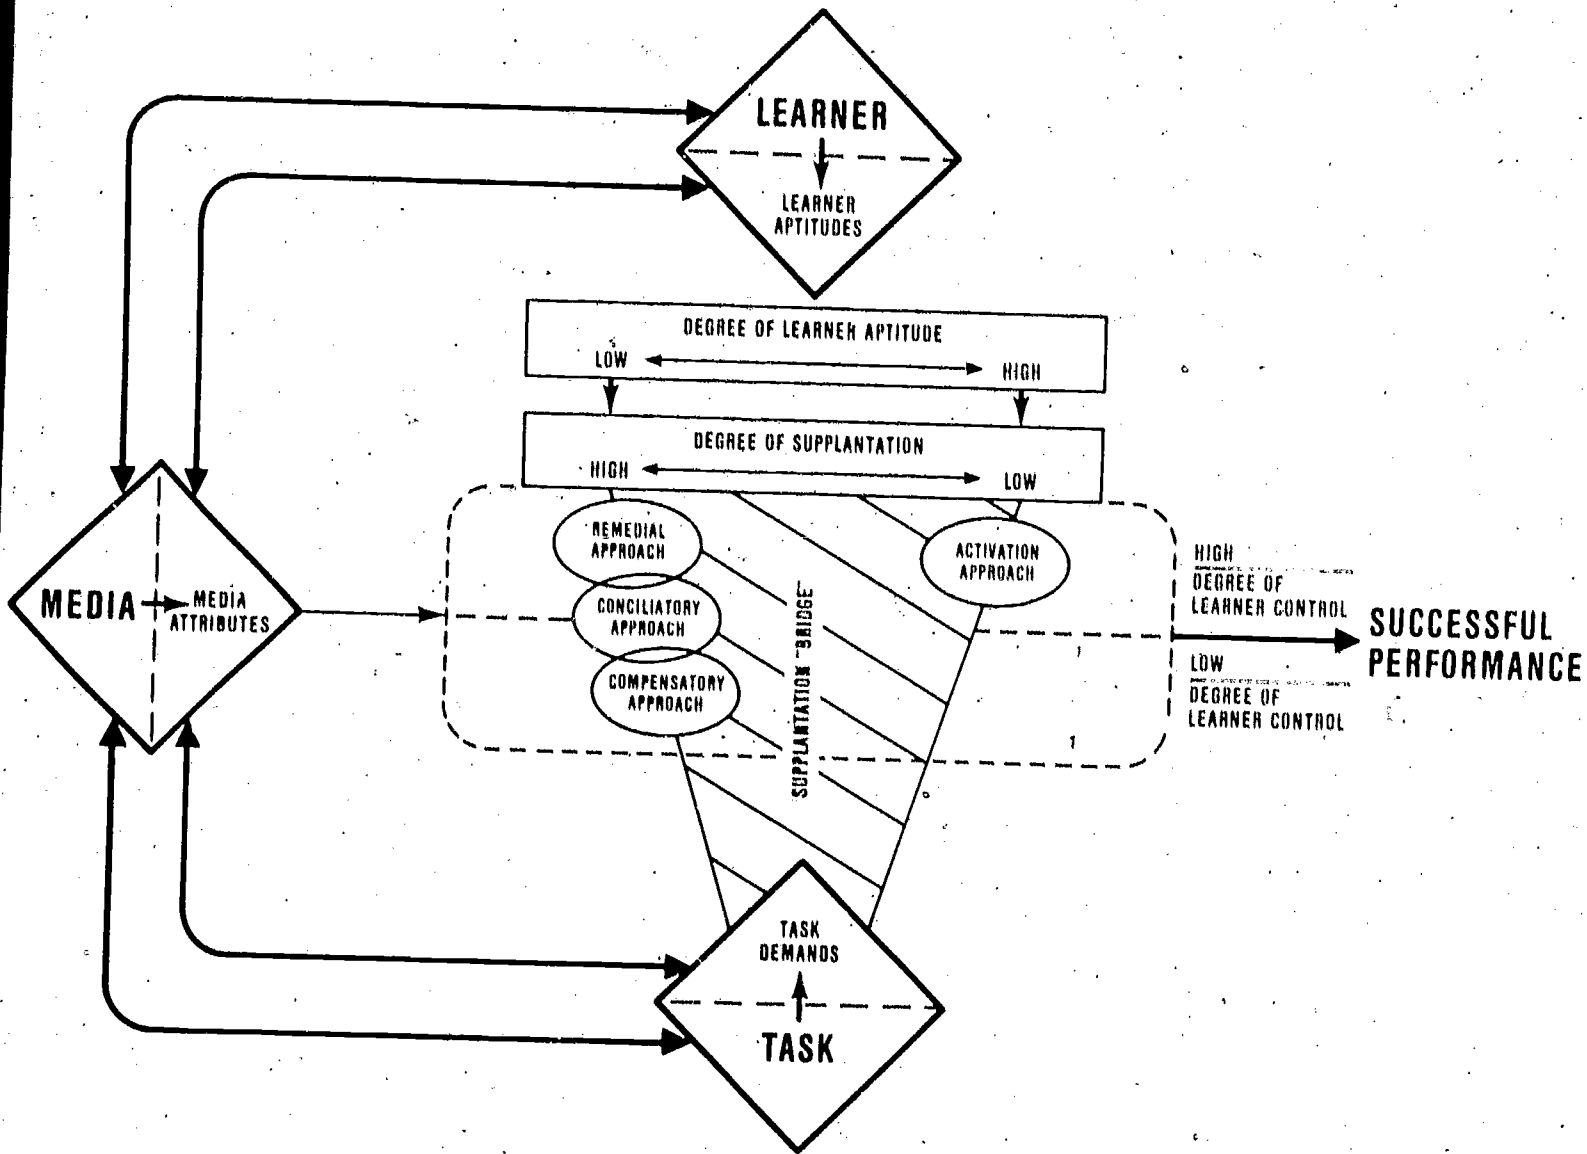 LEARNER
LEARNER
APTITUDES
DEGREE OF LEARNER APTITUDE
LOW
HIGH
DEGREE OF SUPPLANTATION
HIGH
LOW
REMEDIAL
APPROACH
ACTIVATION
APPROACH
CONCILIATORY
APPROACH
COMPENSATORY
APPROACH
SUPPLANTATION "BRIDGE"
MEDIA
MEDIA
ATTRIBUTES
HIGH
DEGREE OF
LEARNER CONTROL
LOW
DEGREE OF
LEARNER CONTROL
SUCCESSFUL
PERFORMANCE
TASK
DEMANDS
TASK